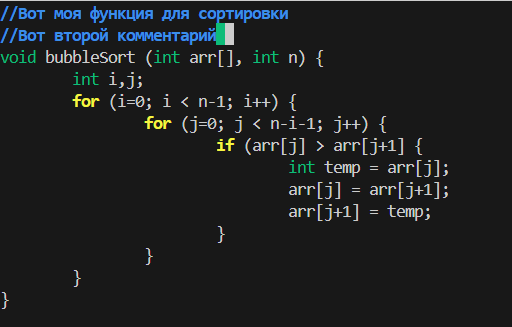 //Вот моя функция для сортировки
//Вот второй комментарий
void bubbleSort (int arr[], int n) {
        int i,j;
        for (i=0; i < n-1; i++) {
                for (j=0; j < n-i-1; j++) {
                        if (arr[j] > arr[j+1] {
                                int temp = arr[j];
                                arr[j] = arr[j+1];
                                arr[j+1] = temp;
                        }
                }
        }
}